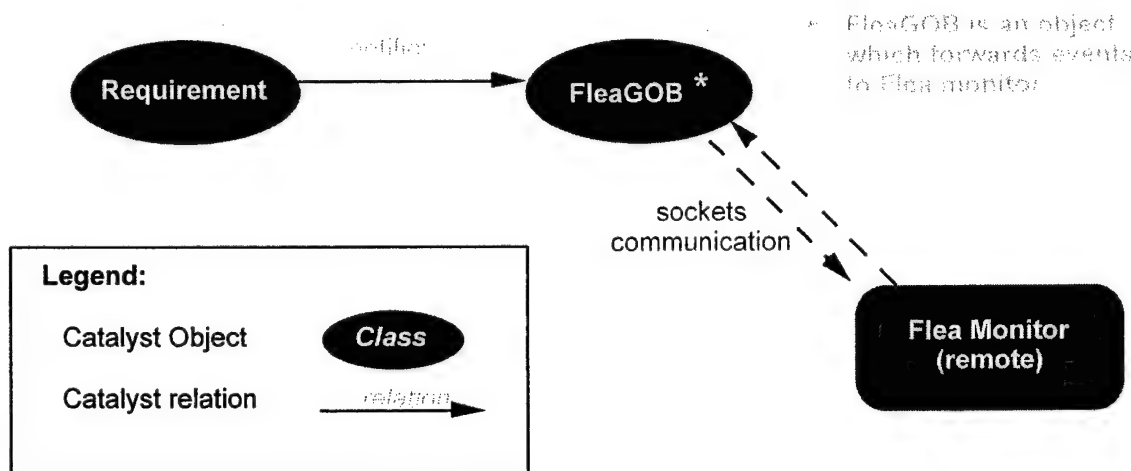 notifier
* FleaGOB is an object
which forwards events
to Flea monitor
Requirement
FleaGOB *
sockets
communication
Flea Monitor
(remote)
Legend:
Catalyst Object
Class
Catalyst relation
relation